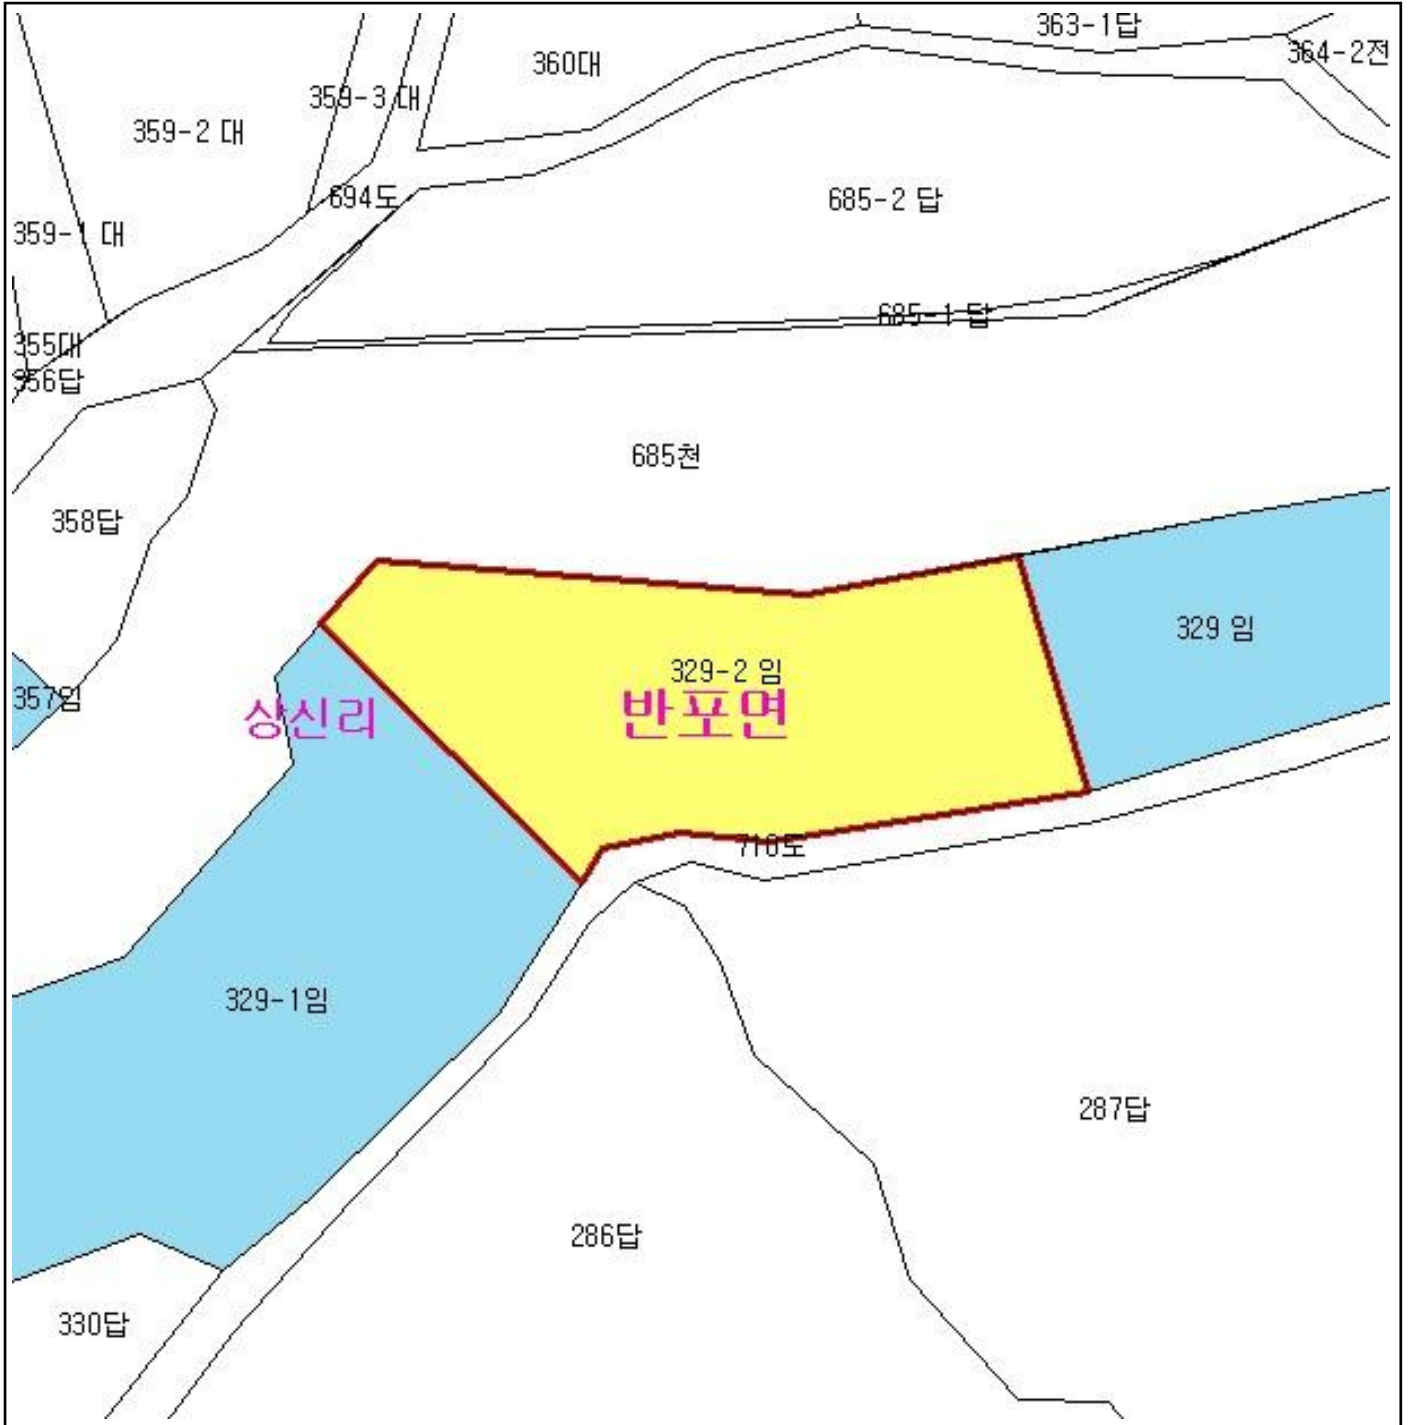 363-1답
364-2전
360대
359-3 대
359-2 대
694도
685-2 답
359-1 대
685-1 답
355대
356답
685천
358답
329 임
329-2 임
357임
상신리
반포면
710도
329-1임
287답
286답
330답